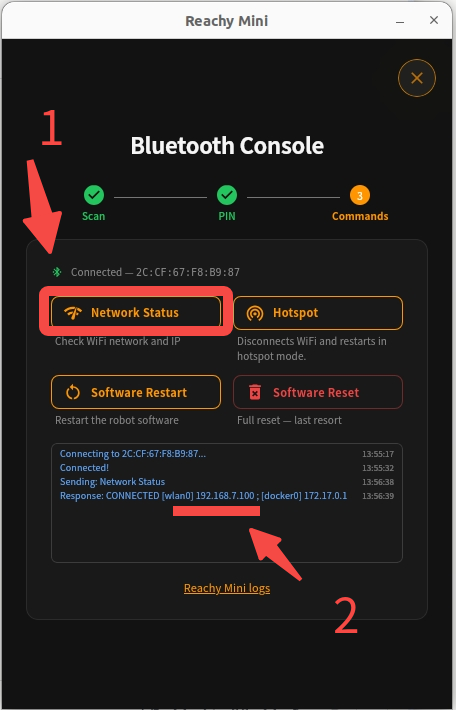 Reachy Mini
1
Bluetooth Console
3
Scan PIN Commands
Connected — 2C:CF:67:F8:B9:87
Network Status Hotspot
Check WiFi network and IP Disconnects WiFi and restarts in
hotspot mode.
Software Restart Software Reset
Restart the robot software Full reset — last resort
Connecting to 2C:CF:67:F8:B9:87... 13:55:17
Connected! 13:55:32
Sending: Network Status 13:56:38
Response: CONNECTED [wlan0] 192.168.7.100 ; [docker0] 172.17.0.1 13:56:39
Reachy Mini logs
2